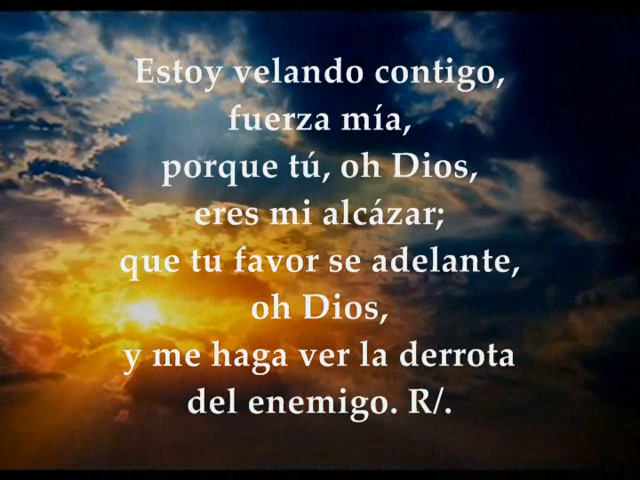 Estoy velando contigo,
fuerza mía,
porque tú, oh Dios,
eres mi alcázar;
que tu favor se adelante,
oh Dios,
y me haga ver la derrota
del enemigo. R/.